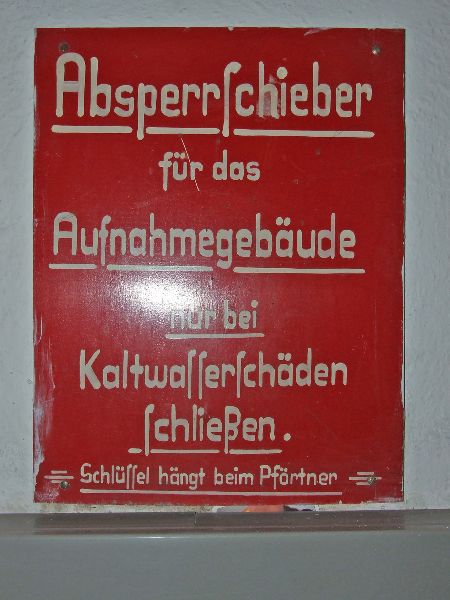 Absperrſchieber
für das
Aufnahmegebäude
nur bei
Kaltwaſſerſchäden
ſchließen.
Schlüſſel hängt beim Pförtner